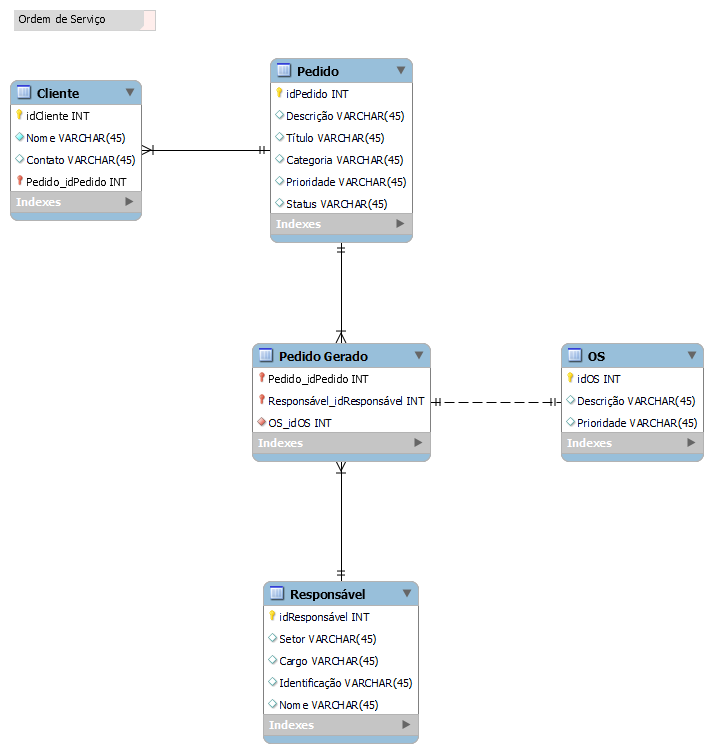 Ordem de Serviço
Cliente
idCliente INT
Nome VARCHAR(45)
Contato VARCHAR(45)
Pedido_idPedido INT
Indexes
Pedido
idPedido INT
Descrição VARCHAR(45)
Título VARCHAR(45)
Categoria VARCHAR(45)
Prioridade VARCHAR(45)
Status VARCHAR(45)
Indexes
Pedido Gerado
Pedido_idPedido INT
Responsável_idResponsável INT
OS_idOS INT
Indexes
OS
idOS INT
Descrição VARCHAR(45)
Prioridade VARCHAR(45)
Indexes
Responsável
idResponsável INT
Setor VARCHAR(45)
Cargo VARCHAR(45)
Identificação VARCHAR(45)
Nome VARCHAR(45)
Indexes